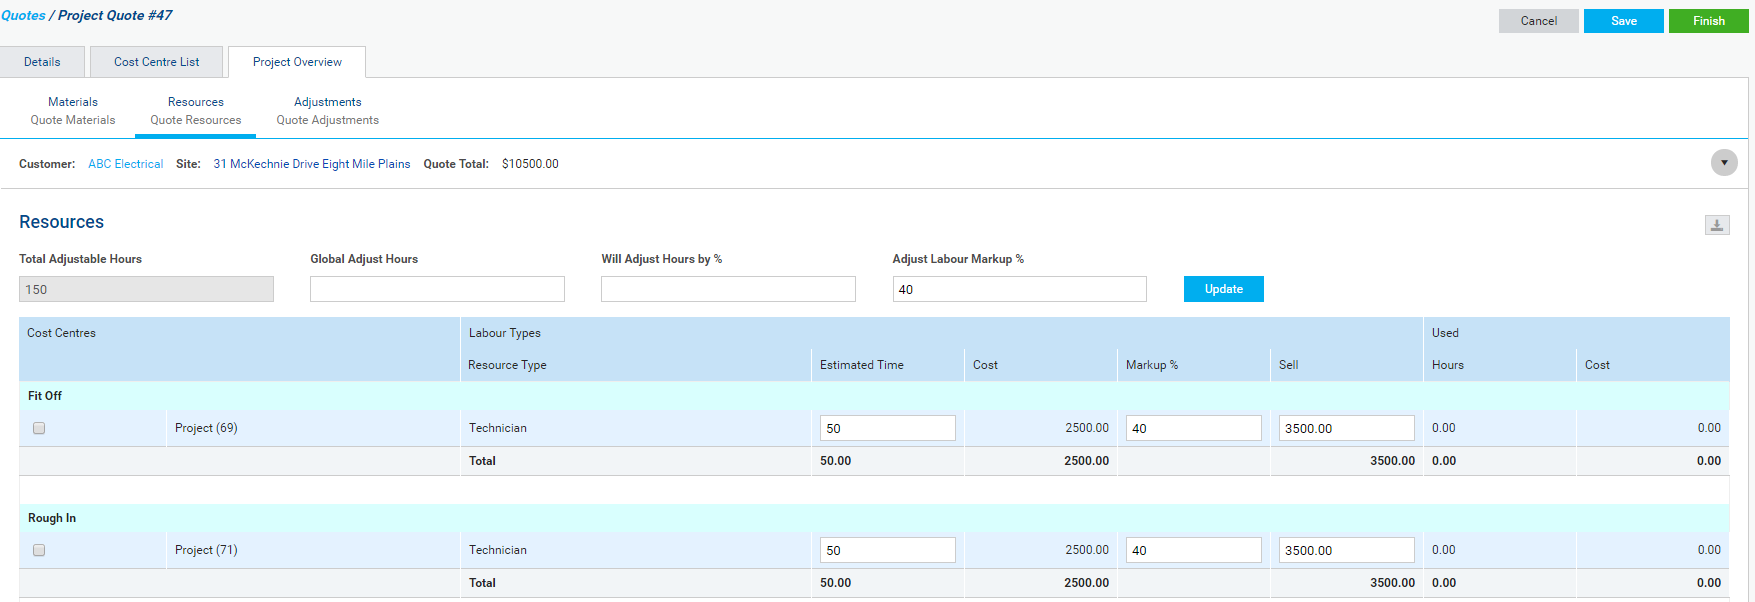 Quotes / Project Quote #47
Cancel Save Finish
Details Cost Centre List Project Overview
Materials Resources Adjustments
Quote Materials Quote Resources Quote Adjustments
Customer: ABC Electrical Site: 31 McKechnie Drive Eight Mile Plains Quote Total: $10500.00
Resources
Total Adjustable Hours Global Adjust Hours Will Adjust Hours by % Adjust Labour Markup %
150 40 Update
Cost Centres Labour Types Used
Resource Type Estimated Time Cost Markup % Sell Hours Cost
Fit Off
Project (69) Technician 50 2500.00 40 3500.00 0.00 0.00
Total 50.00 2500.00 3500.00 0.00 0.00
Rough In
Project (71) Technician 50 2500.00 40 3500.00 0.00 0.00
Total 50.00 2500.00 3500.00 0.00 0.00